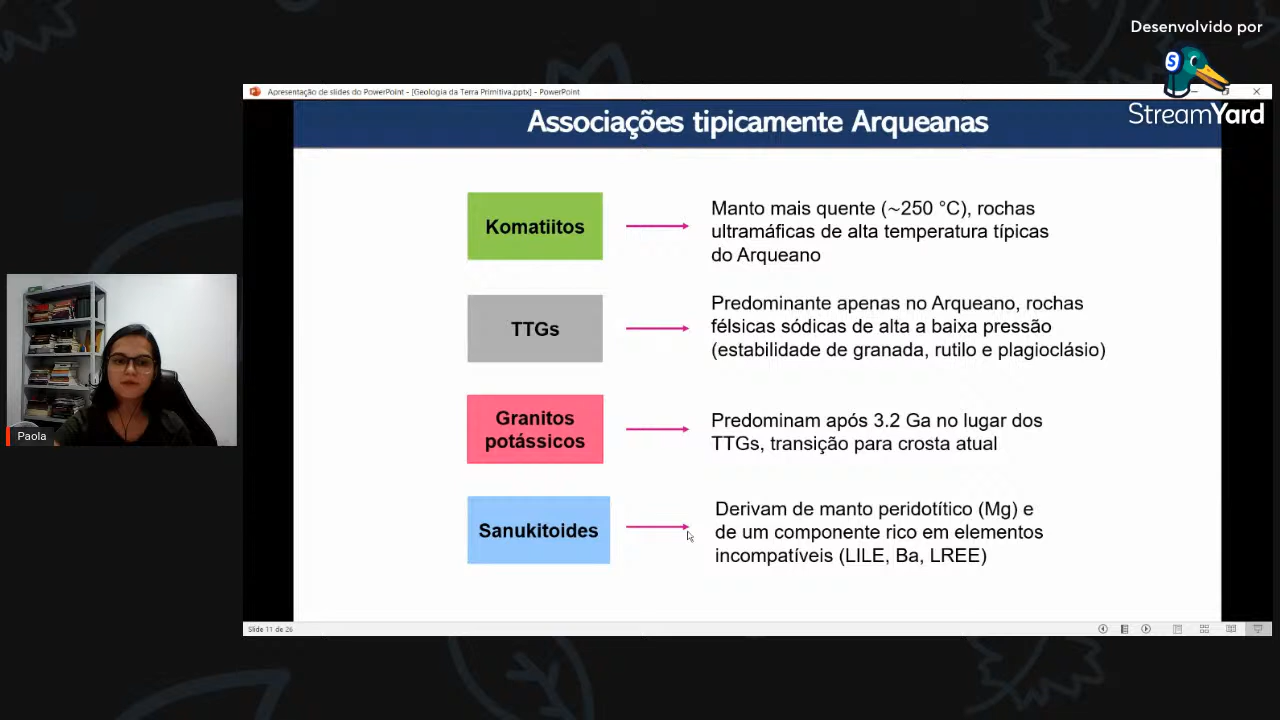 Desenvolvido por
StreamYard
Apresentação de slides do PowerPoint - [Geologia da Terra Primitiva.pptx] - PowerPoint
Associações tipicamente Arqueanas
Komatiitos
Manto mais quente (~250 °C), rochas
ultramáficas de alta temperatura típicas
do Arqueano
TTGs
Predominante apenas no Arqueano, rochas
félsicas sódicas de alta a baixa pressão
(estabilidade de granada, rutilo e plagioclásio)
Granitos
potássicos
Predominam após 3.2 Ga no lugar dos
TTGs, transição para crosta atual
Sanukitoides
Derivam de manto peridotítico (Mg) e
de um componente rico em elementos
incompatíveis (LILE, Ba, LREE)
Paola
Slide 11 de 26